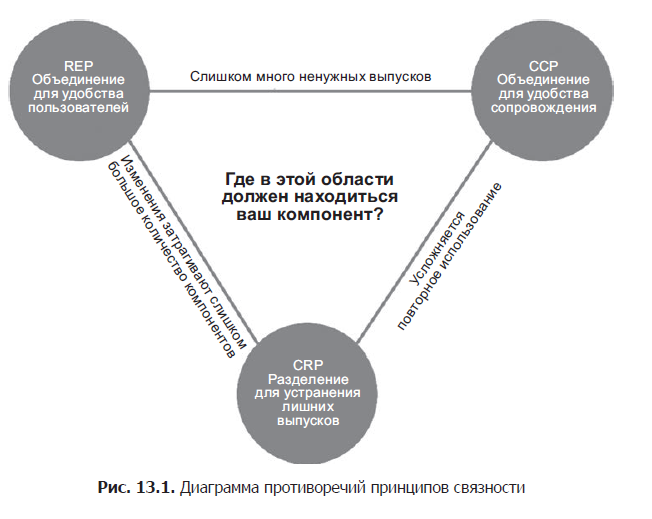 REP
Объединение
для удобства
пользователей
Слишком много ненужных выпусков
CCP
Объединение
для удобства
сопровождения
Изменения затрагивают слишком
большое количество компонентов
Где в этой области
должен находиться
ваш компонент?
Усложняется
повторное использование
CRP
Разделение
для устранения
лишних
выпусков
Рис. 13.1. Диаграмма противоречий принципов связности